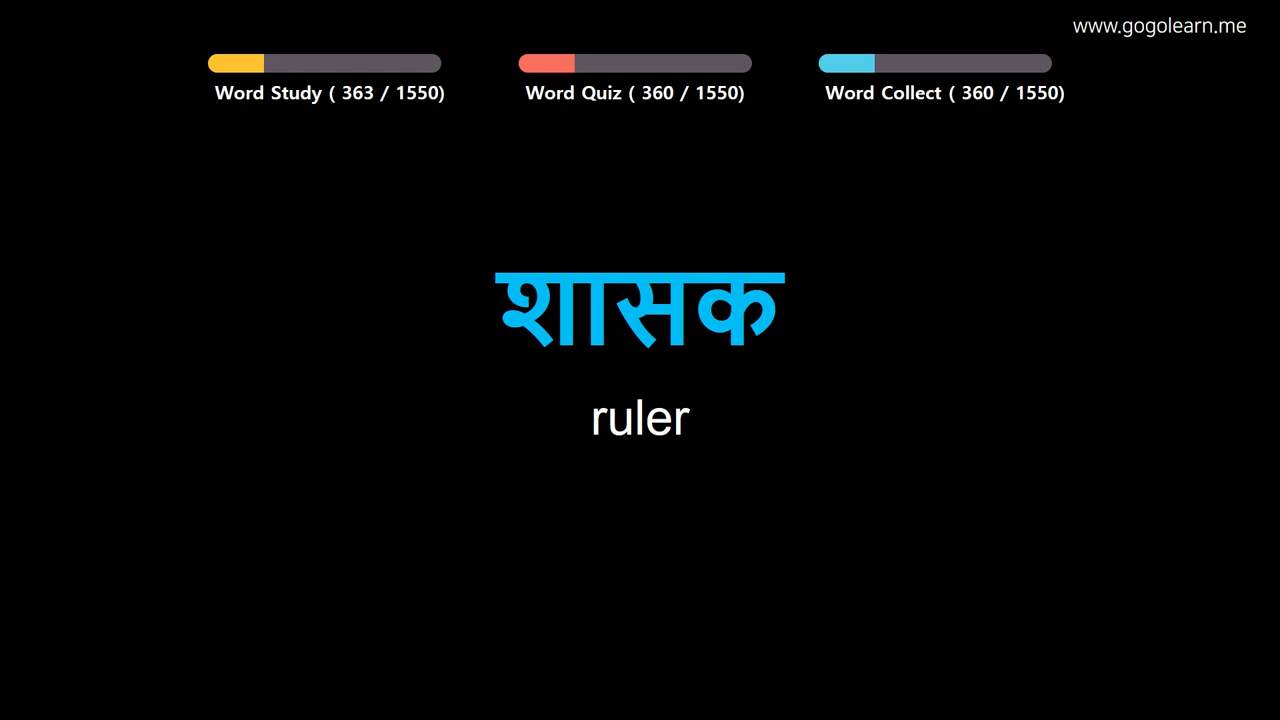 www.gogolearn.me
Word Study ( 363 / 1550)
Word Quiz ( 360 / 1550)
Word Collect ( 360 / 1550)
शासक
ruler